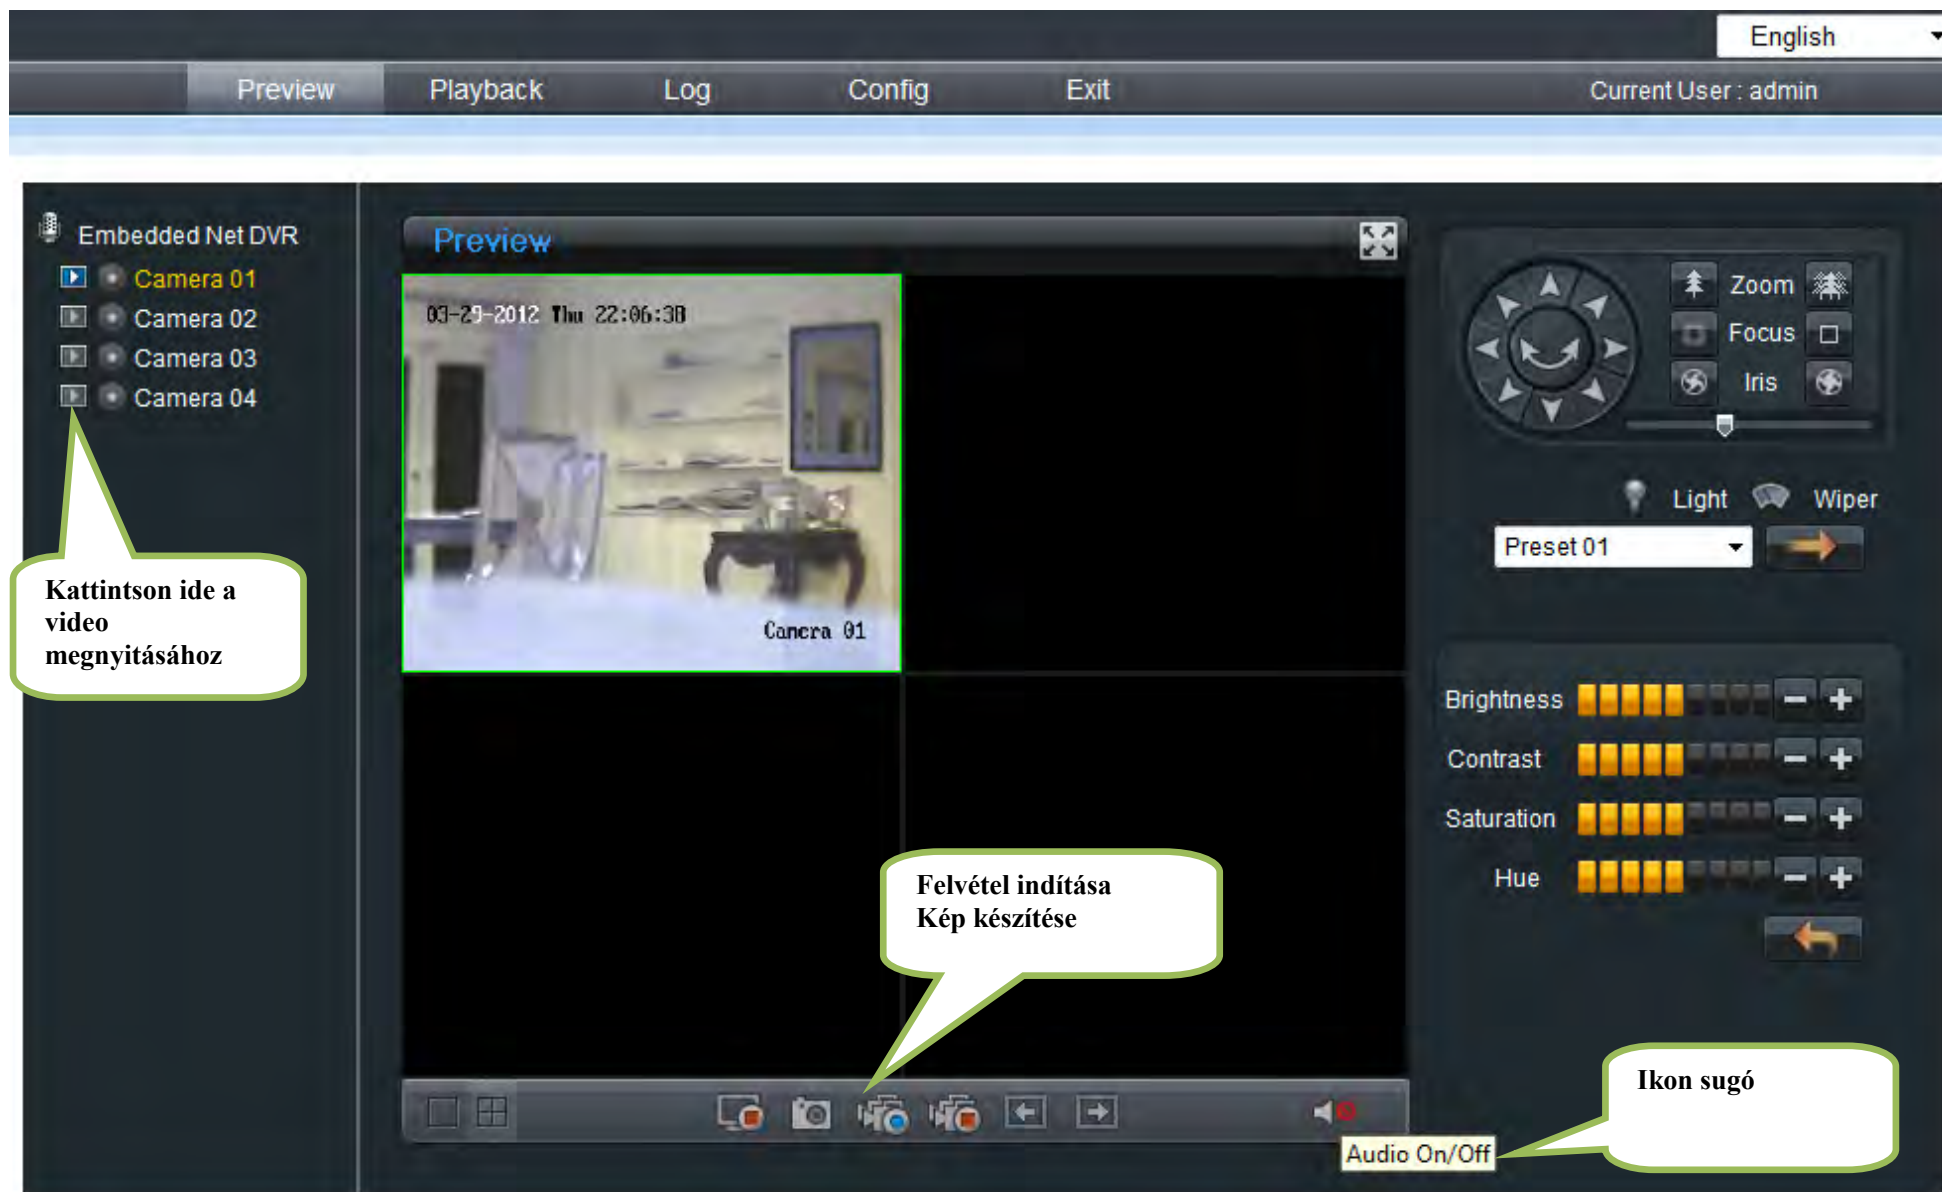 English
Preview Playback Log Config Exit Current User : admin
Embedded Net DVR
Camera 01
Camera 02
Camera 03
Camera 04
Kattintson ide a
video
megnyitásához
Preview
03-29-2012 Thu 22:06:38
Camera 01
Felvétel indítása
Kép készítése
Zoom
Focus
Iris
Light Wiper
Preset 01
Brightness
Contrast
Saturation
Hue
Ikon sugó
Audio On/Off